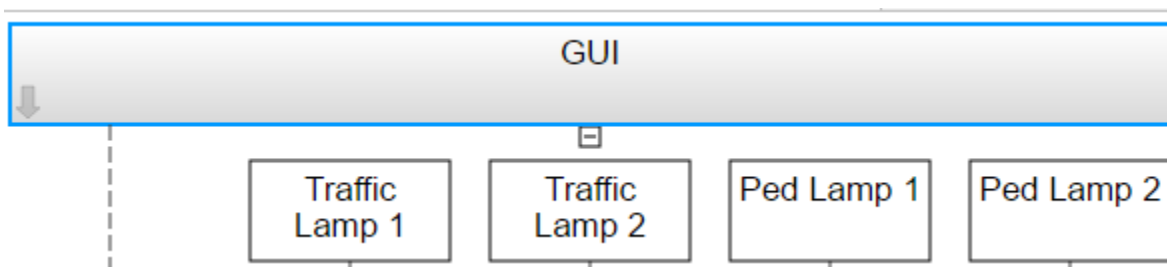 GUI
Traffic
Lamp 1
Traffic
Lamp 2
Ped Lamp 1
Ped Lamp 2